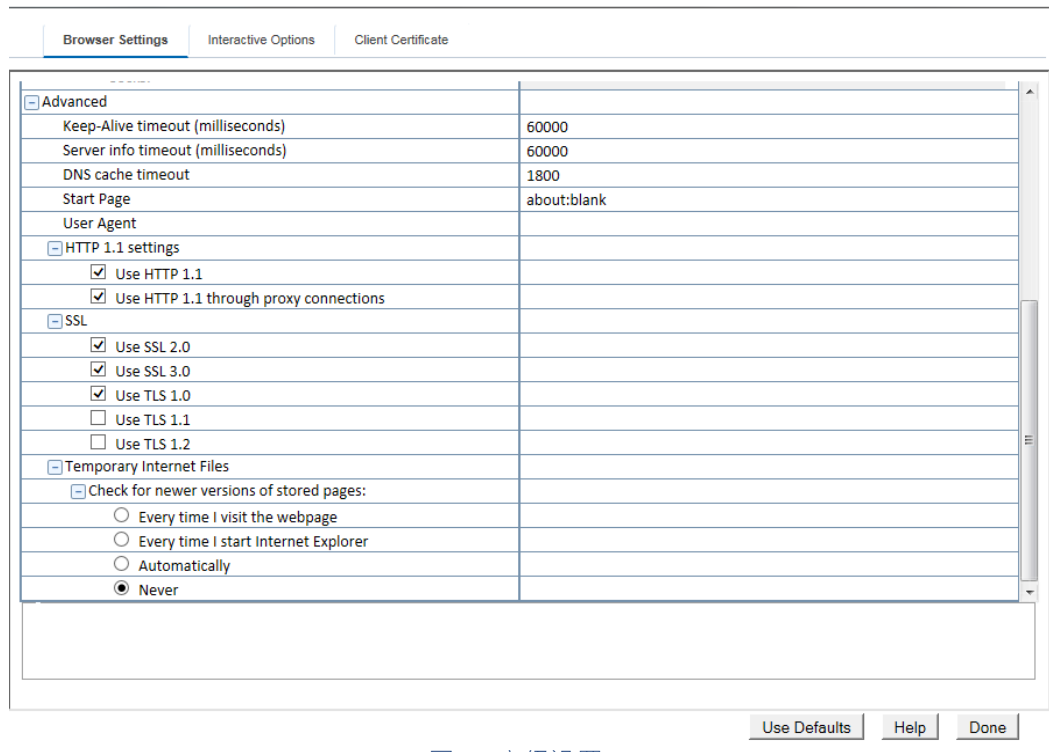 Browser Settings Interactive Options Client Certificate
Advanced
Keep-Alive timeout (milliseconds) 60000
Server info timeout (milliseconds) 60000
DNS cache timeout 1800
Start Page about:blank
User Agent
HTTP 1.1 settings
Use HTTP 1.1
Use HTTP 1.1 through proxy connections
SSL
Use SSL 2.0
Use SSL 3.0
Use TLS 1.0
Use TLS 1.1
Use TLS 1.2
Temporary Internet Files
Check for newer versions of stored pages:
Every time I visit the webpage
Every time I start Internet Explorer
Automatically
Never
Use Defaults Help Done